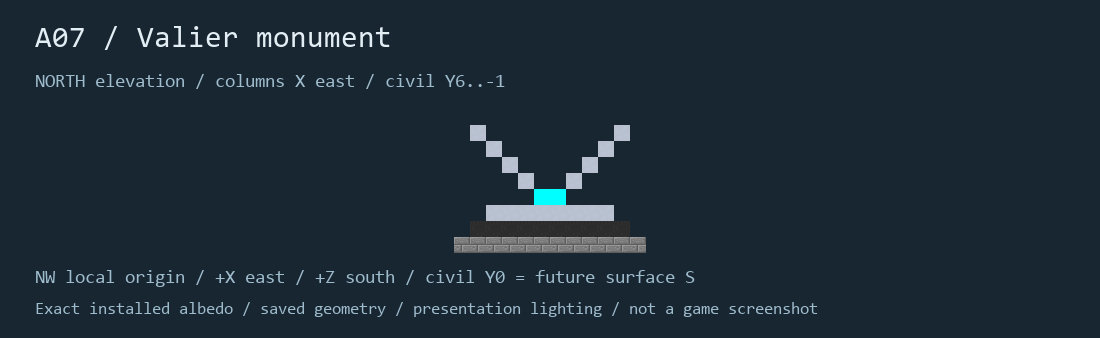 A07 / Valier monument
NORTH elevation / columns X east / civil Y6..-1
NW local origin / +X east / +Z south / civil Y0 = future surface S
Exact installed albedo / saved geometry / presentation lighting / not a game screenshot